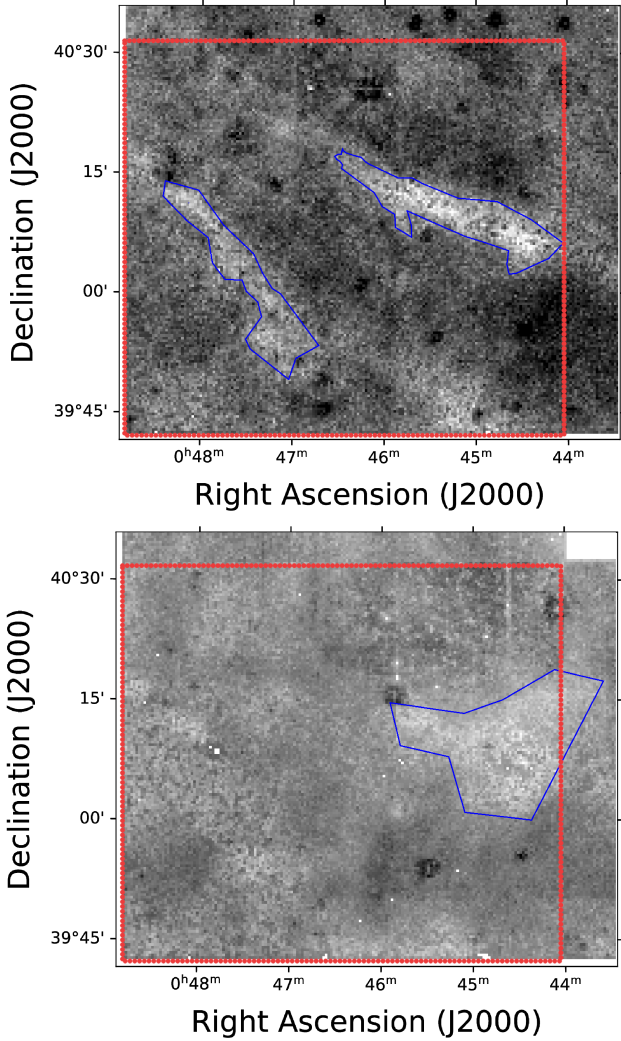 40°30'
15'
00'
39°45'
Declination (J2000)
0ʰ48ᵐ 47ᵐ 46ᵐ 45ᵐ 44ᵐ
Right Ascension (J2000)
40°30'
15'
00'
39°45'
Declination (J2000)
0ʰ48ᵐ 47ᵐ 46ᵐ 45ᵐ 44ᵐ
Right Ascension (J2000)